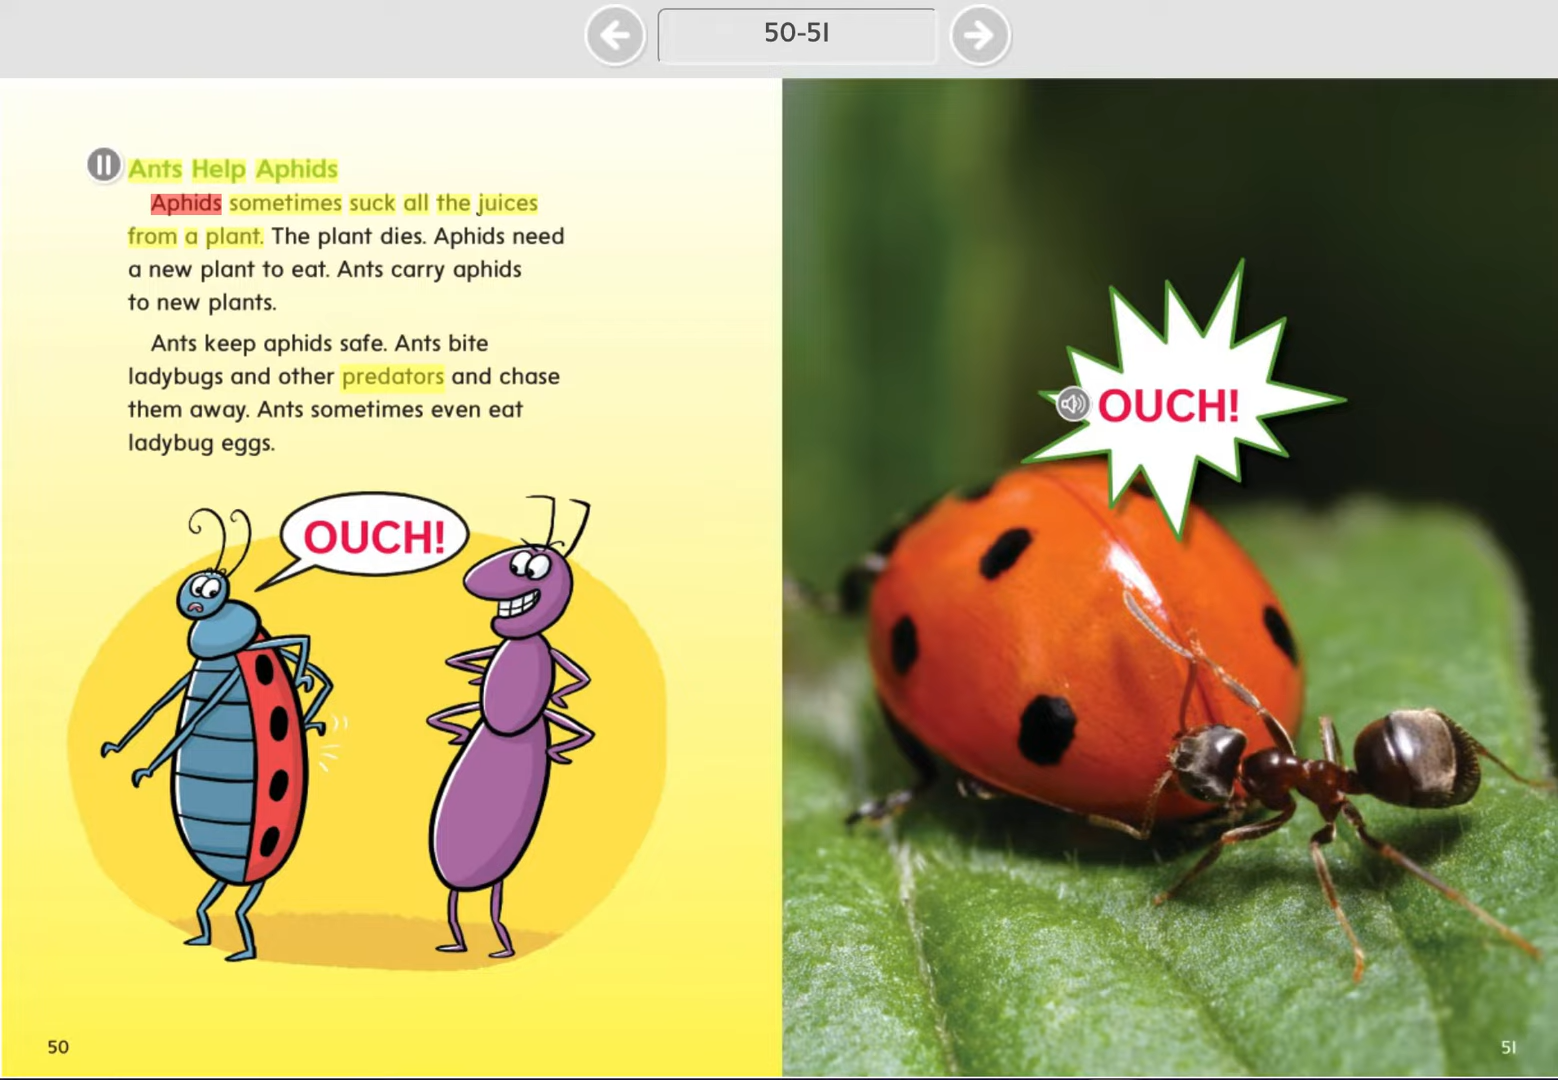 50-51
Ants Help Aphids
Aphids sometimes suck all the juices
from a plant. The plant dies. Aphids need
a new plant to eat. Ants carry aphids
to new plants.
Ants keep aphids safe. Ants bite
ladybugs and other predators and chase
them away. Ants sometimes even eat
ladybug eggs.
OUCH!
50
OUCH!
51